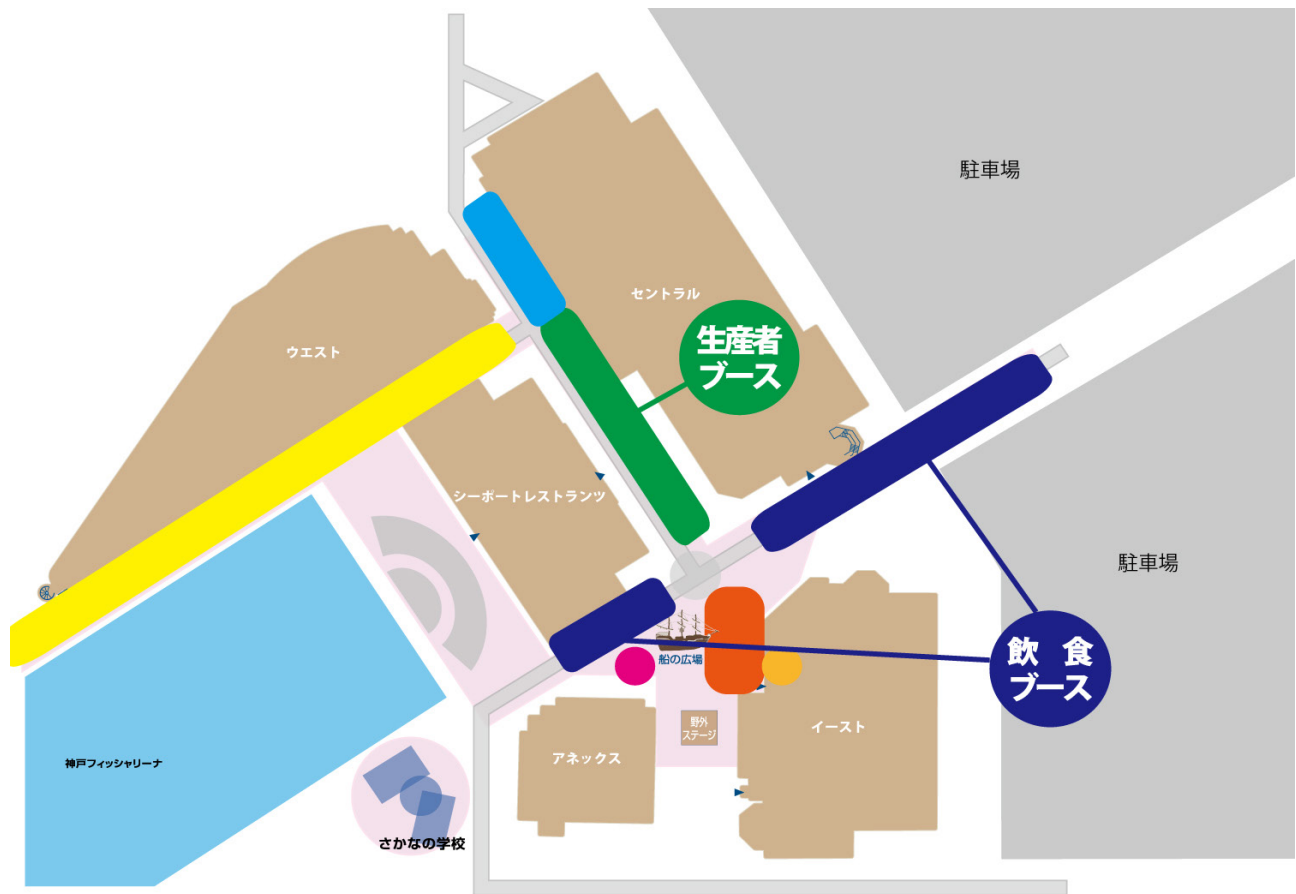 駐車場
セントラル
生産者
ブース
ウエスト
シーポートレストランツ
駐車場
飲 食
ブース
船の広場
野外
ステージ
イースト
アネックス
神戸フィッシャリーナ
さかなの学校